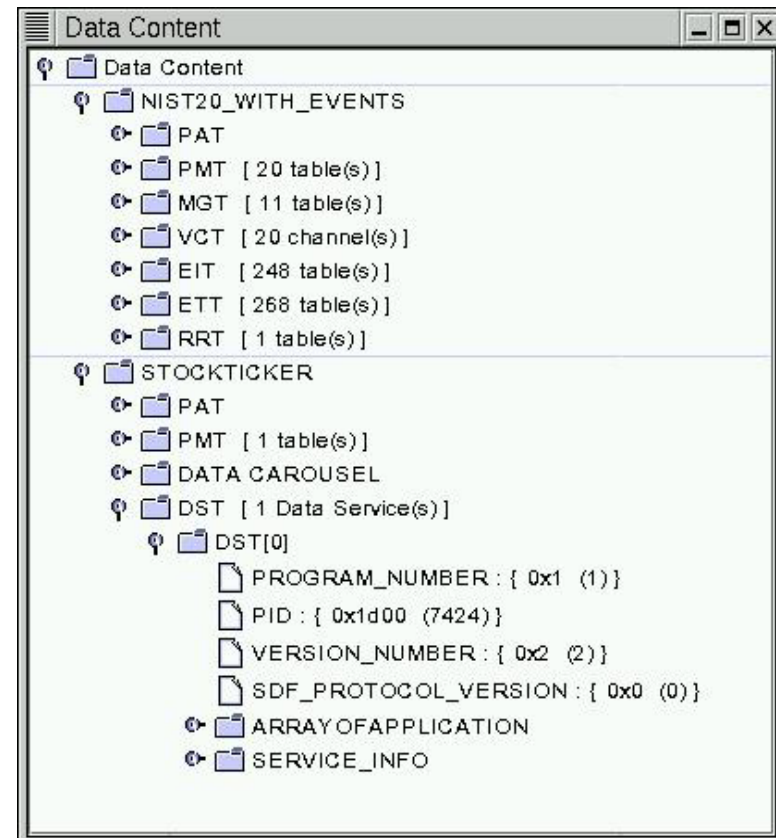 Data Content
Data Content
NIST20_WITH_EVENTS
PAT
PMT [ 20 table(s) ]
MGT [ 11 table(s) ]
VCT [ 20 channel(s) ]
EIT [ 248 table(s) ]
ETT [ 268 table(s) ]
RRT [ 1 table(s) ]
STOCKTICKER
PAT
PMT [ 1 table(s) ]
DATA CAROUSEL
DST [ 1 Data Service(s) ]
DST[0]
PROGRAM_NUMBER : { 0x1 (1) }
PID : { 0x1d00 (7424) }
VERSION_NUMBER : { 0x2 (2) }
SDF_PROTOCOL_VERSION : { 0x0 (0) }
ARRAYOFAPPLICATION
SERVICE_INFO